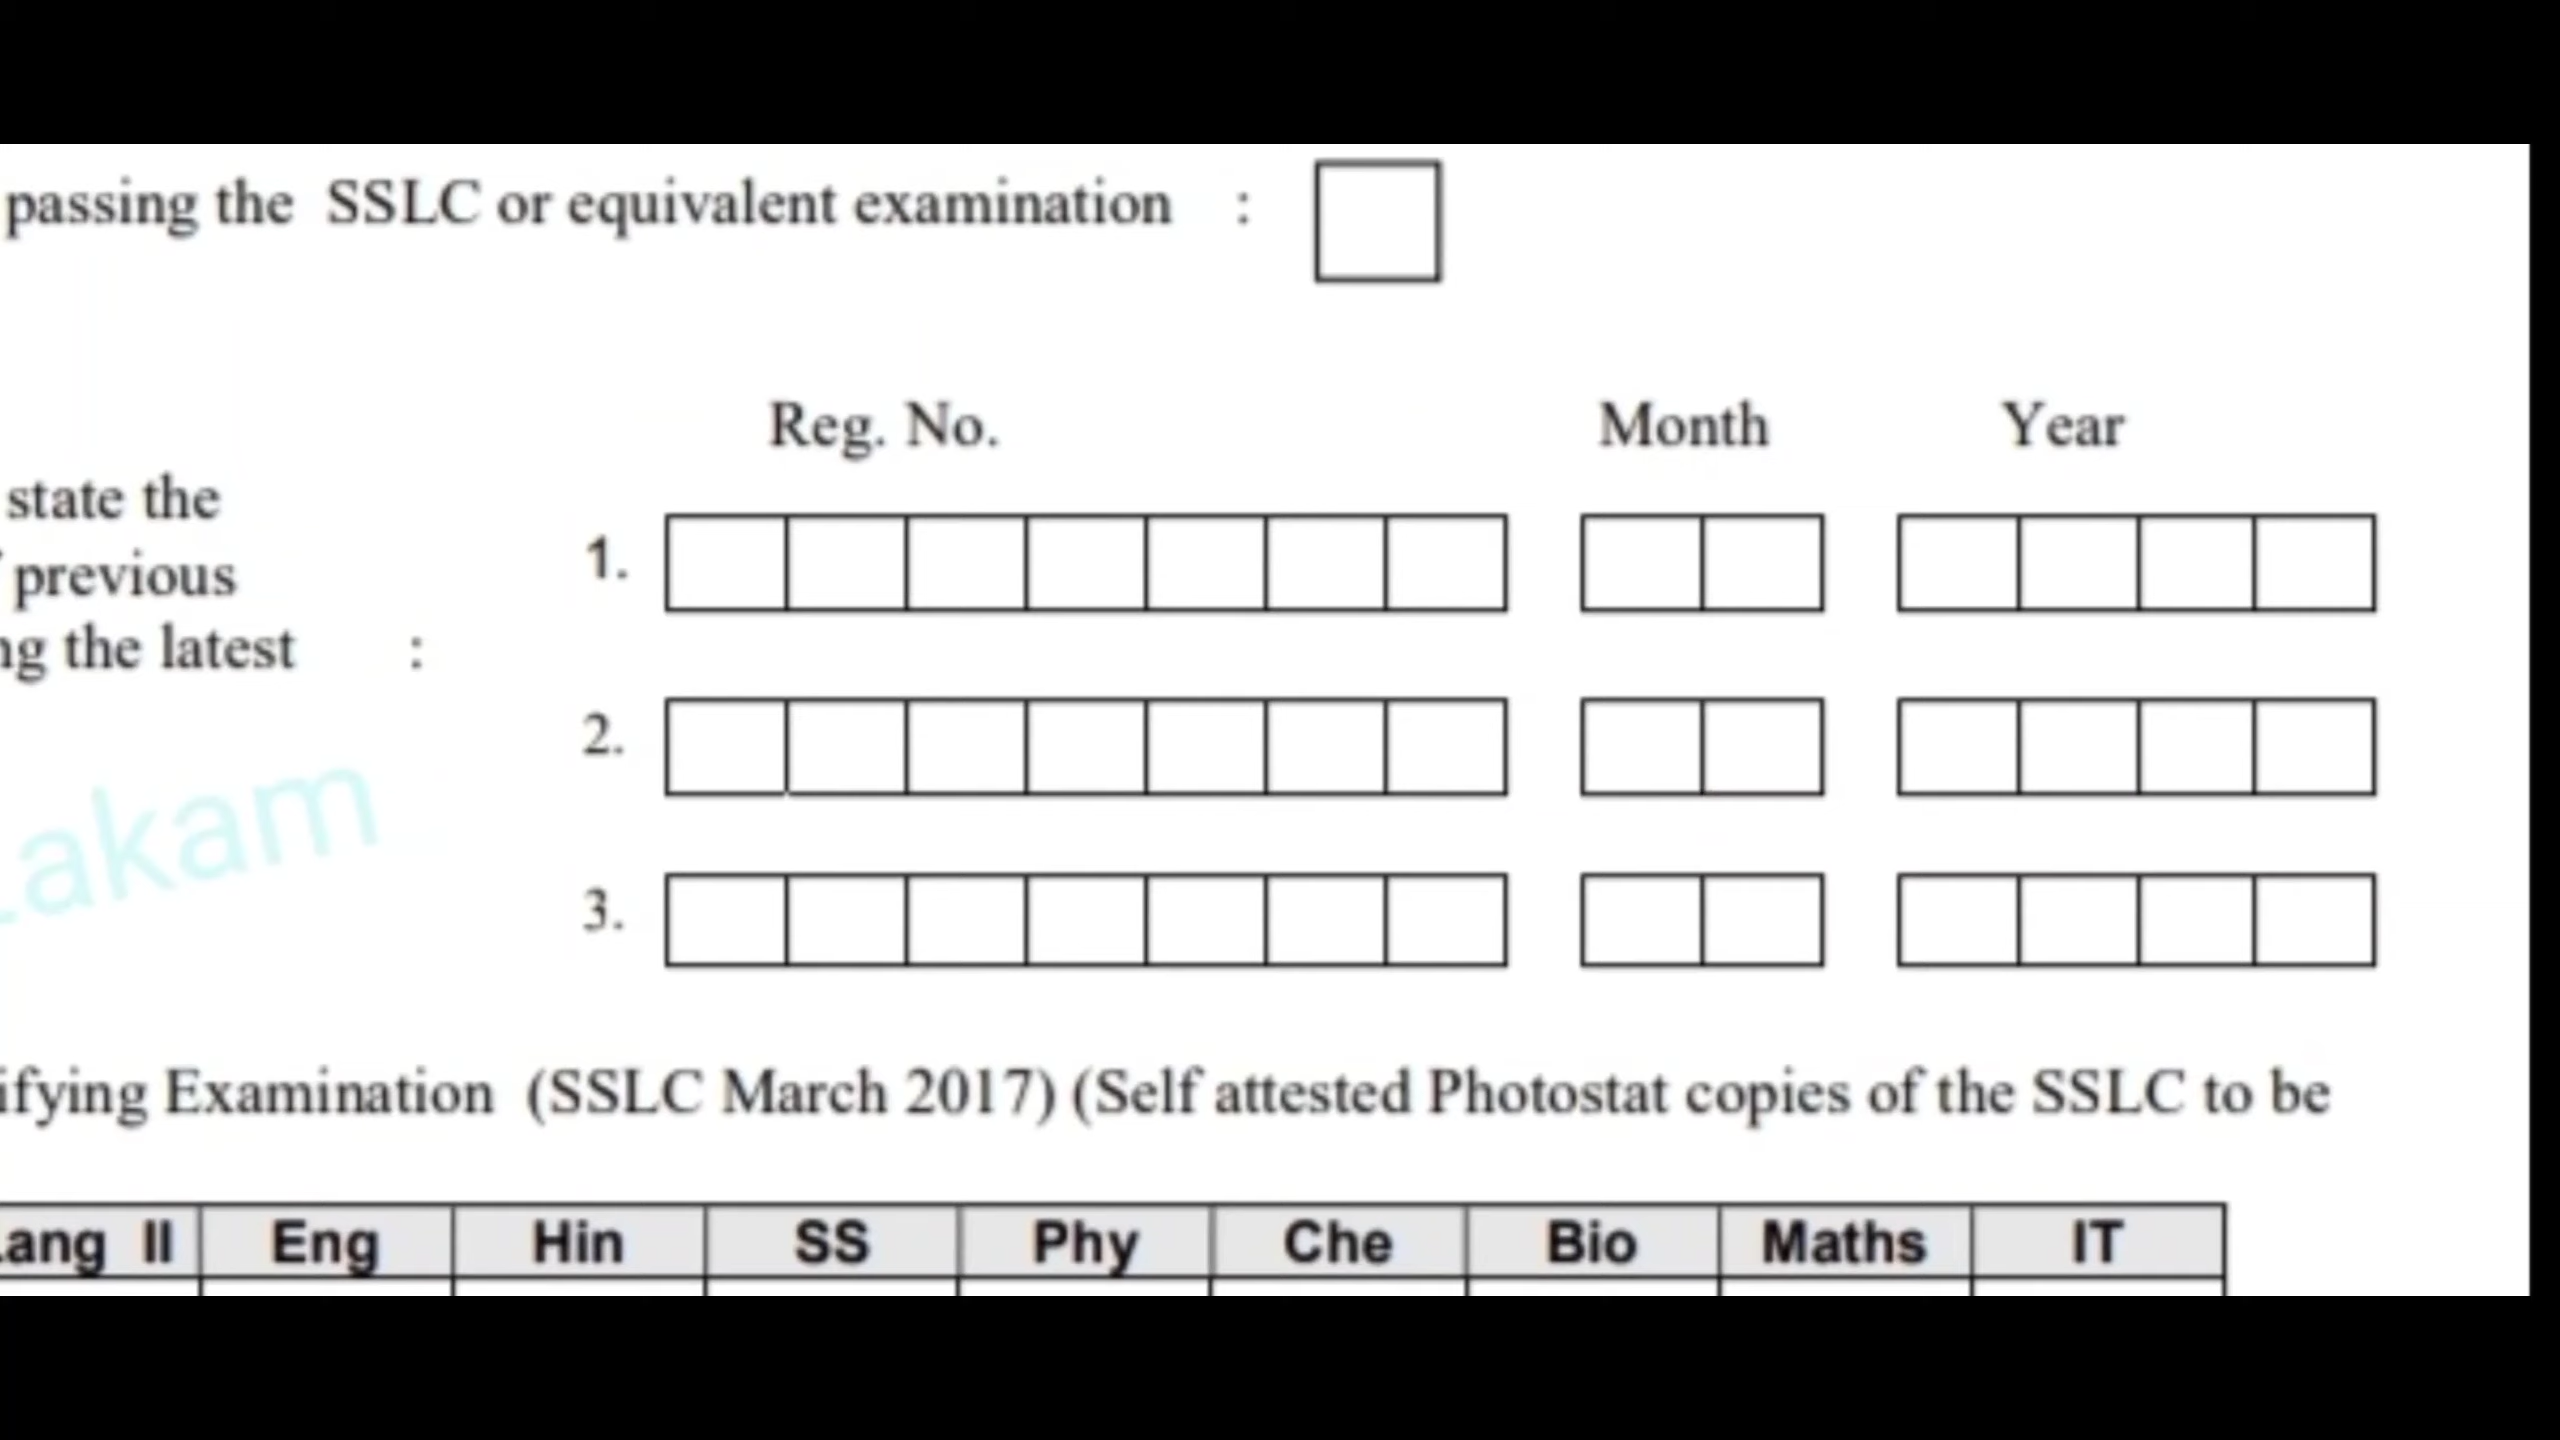 passing the SSLC or equivalent examination :
Reg. No. Month Year
state the
previous
1.
the latest :
2.
akam
3.
Examination (SSLC March 2017) (Self attested Photostat copies of the SSLC to be
II Eng Hin SS Phy Che Bio Maths IT